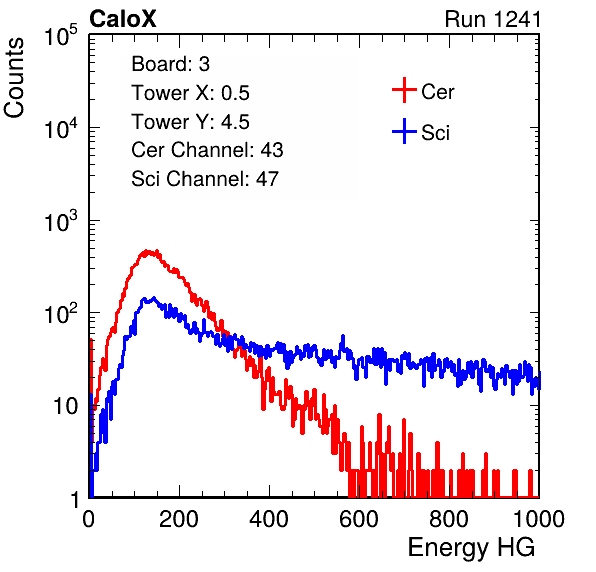 CaloX Run 1241
Counts
Board: 3
Tower X: 0.5
Tower Y: 4.5
Cer Channel: 43
Sci Channel: 47
Cer
Sci
10^5
10^4
10^3
10^2
10
1
0 200 400 600 800 1000
Energy HG